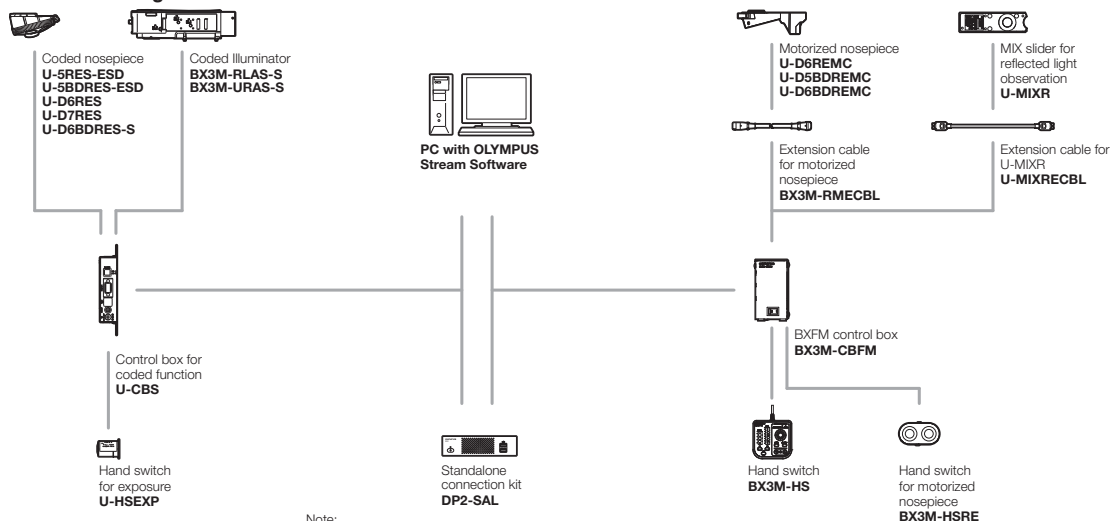 Coded nosepiece
U-5RES-ESD
U-5BDRES-ESD
U-D6RES
U-D7RES
U-D6BDRES-S
Coded Illuminator
BX3M-RLAS-S
BX3M-URAS-S
PC with OLYMPUS
Stream Software
Motorized nosepiece
U-D6REMC
U-D5BDREMC
U-D6BDREMC
MIX slider for
reflected light
observation
U-MIXR
Extension cable
for motorized
nosepiece
BX3M-RMECBL
Extension cable for
U-MIXR
U-MIXRECBL
Control box for
coded function
U-CBS
BXFM control box
BX3M-CBFM
Hand switch
for exposure
U-HSEXP
Standalone
connection kit
DP2-SAL
Hand switch
BX3M-HS
Hand switch
for motorized
nosepiece
BX3M-HSRE
Note: